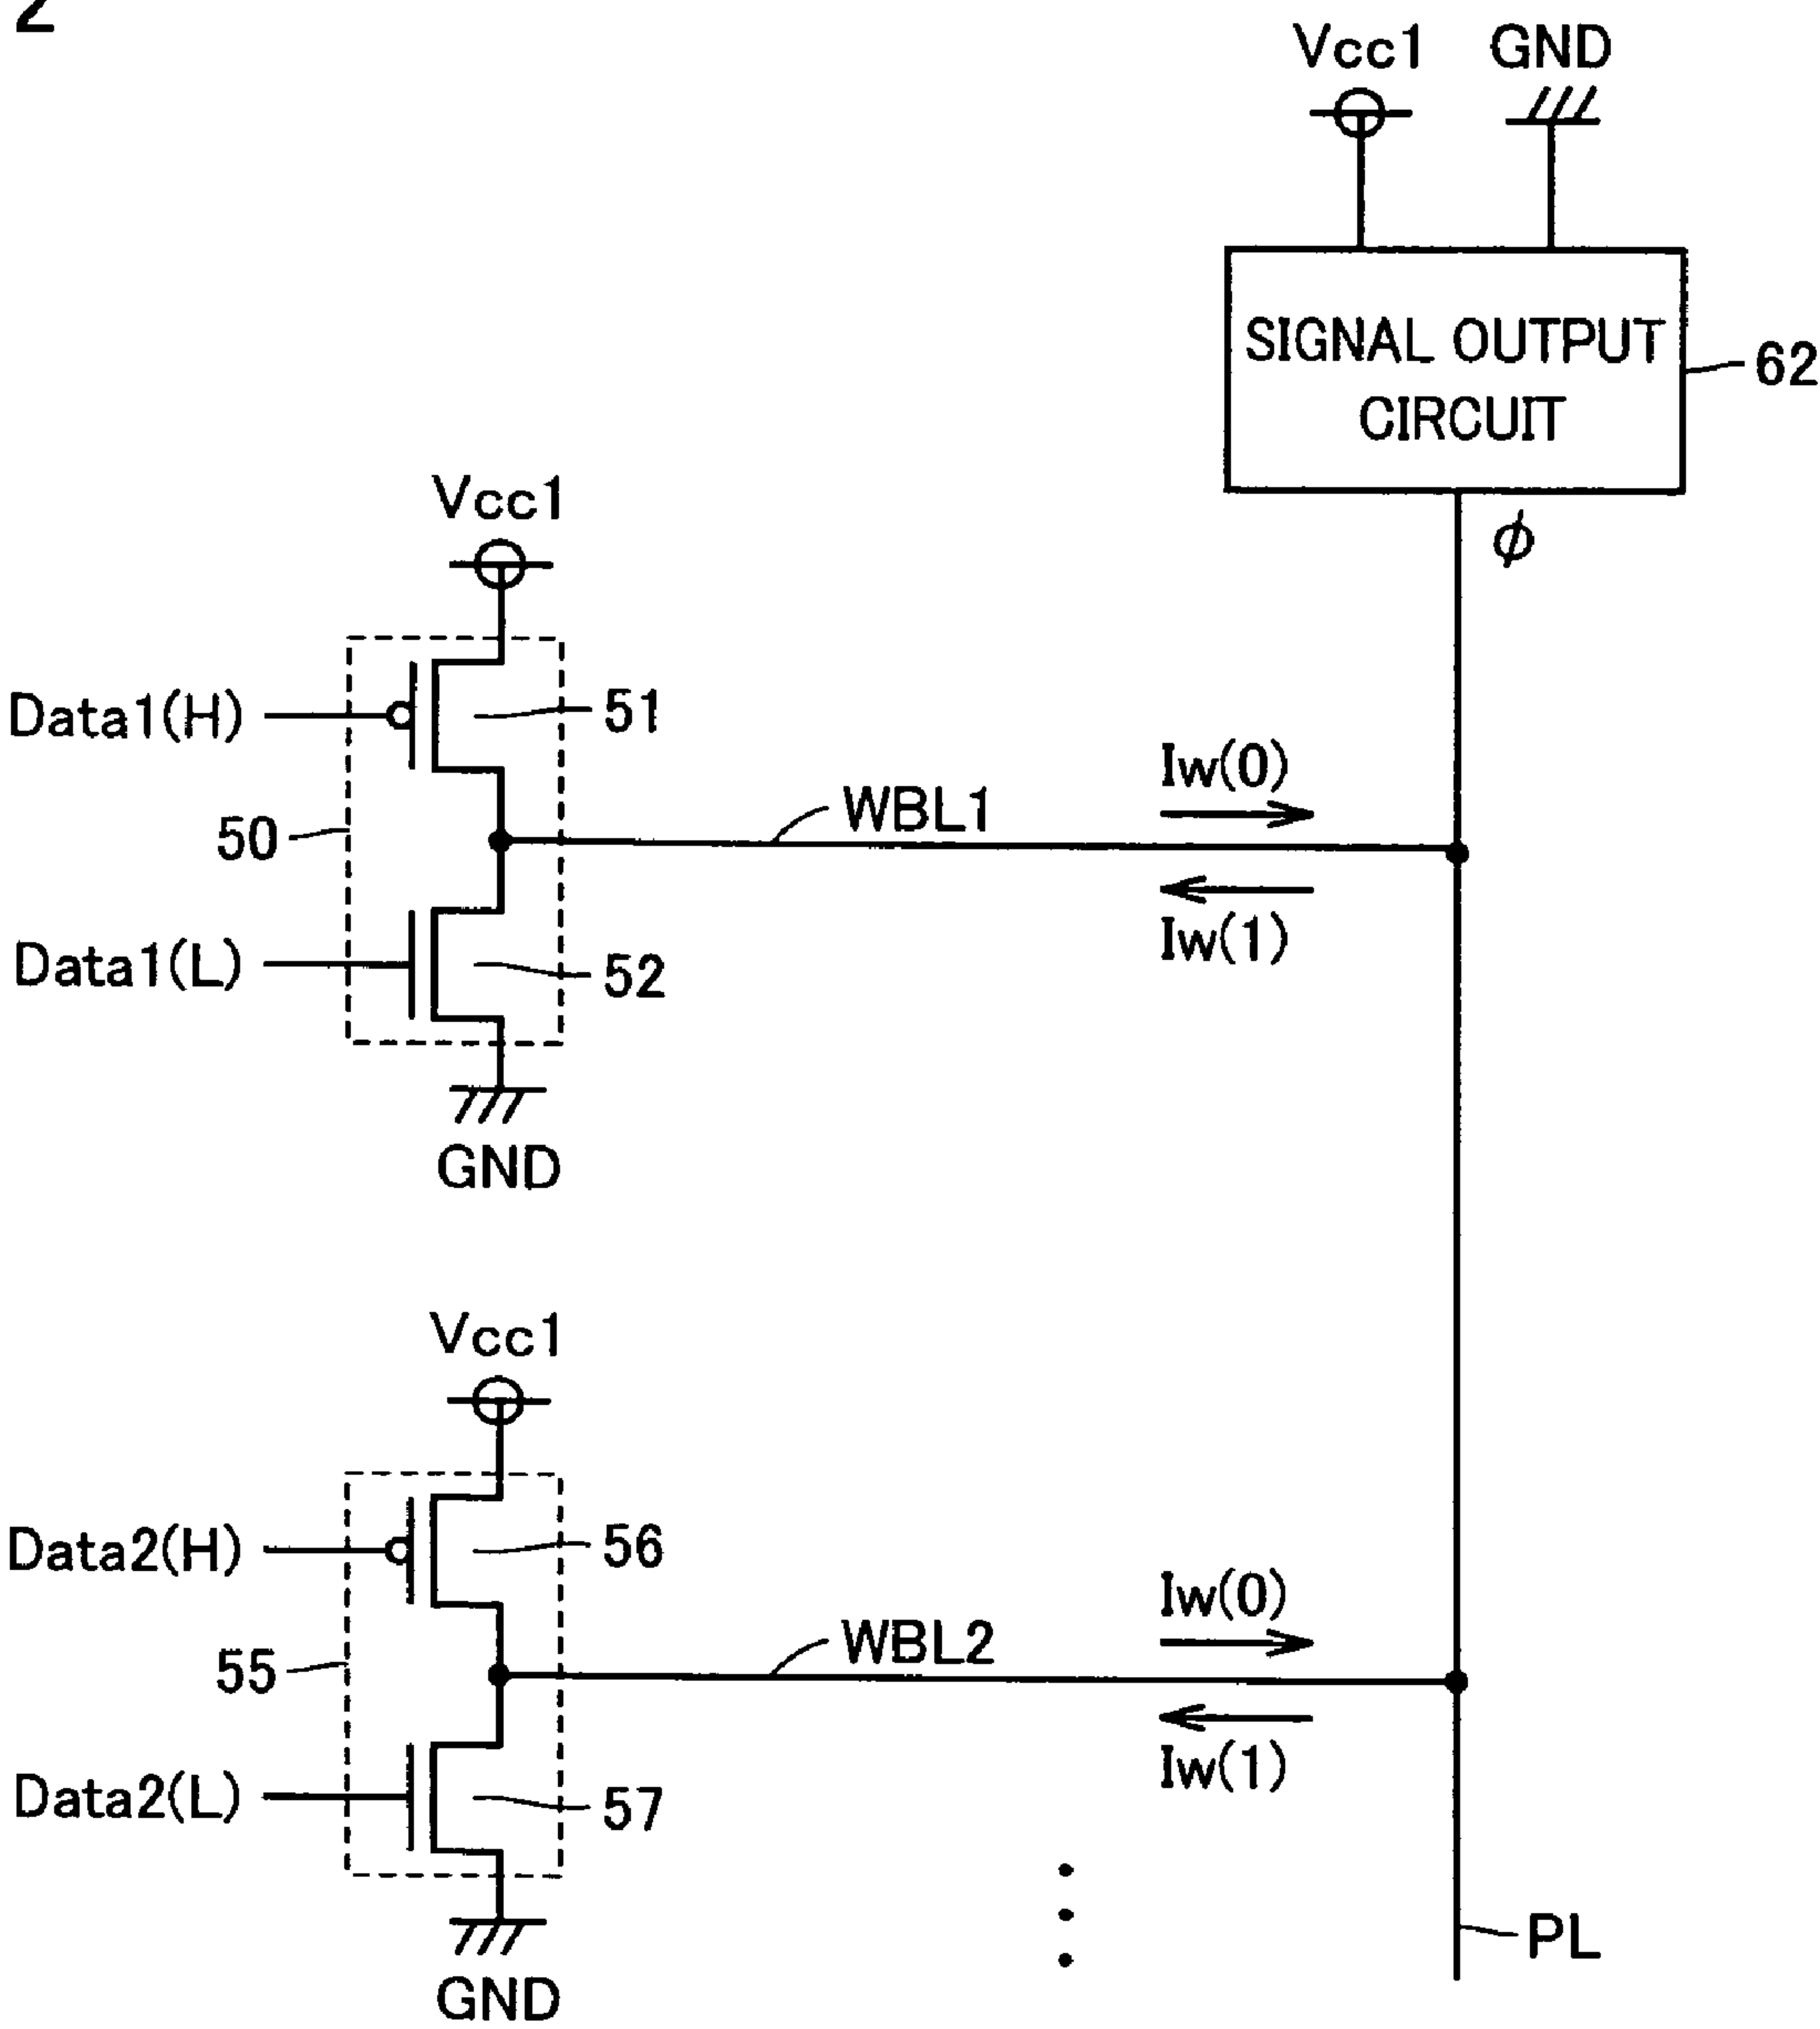 2
Vcc1 GND
SIGNAL OUTPUT
CIRCUIT
62
ϕ
Vcc1
Data1(H)
51
50
WBL1
Iw(0)
Iw(1)
Data1(L)
52
GND
Vcc1
Data2(H)
56
55
WBL2
Iw(0)
Iw(1)
Data2(L)
57
PL
GND